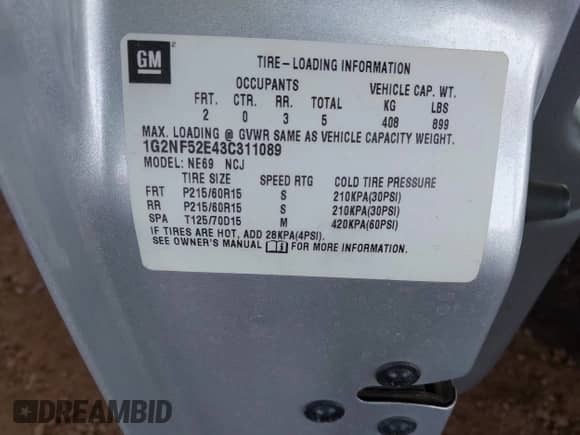 GM
TIRE-LOADING INFORMATION
OCCUPANTS VEHICLE CAP. WT.
FRT. CTR. RR. TOTAL KG LBS
2 0 3 5 408 899
MAX. LOADING @ GVWR SAME AS VEHICLE CAPACITY WEIGHT.
1G2NF52E43C311089
MODEL: NE69 NCJ
TIRE SIZE SPEED RTG COLD TIRE PRESSURE
FRT P215/60R15 S 210KPA(30PSI)
RR P215/60R15 S 210KPA(30PSI)
SPA T125/70D15 M 420KPA(60PSI)
IF TIRES ARE HOT, ADD 28KPA(4PSI).
SEE OWNER'S MANUAL FOR MORE INFORMATION.
DREAMBID